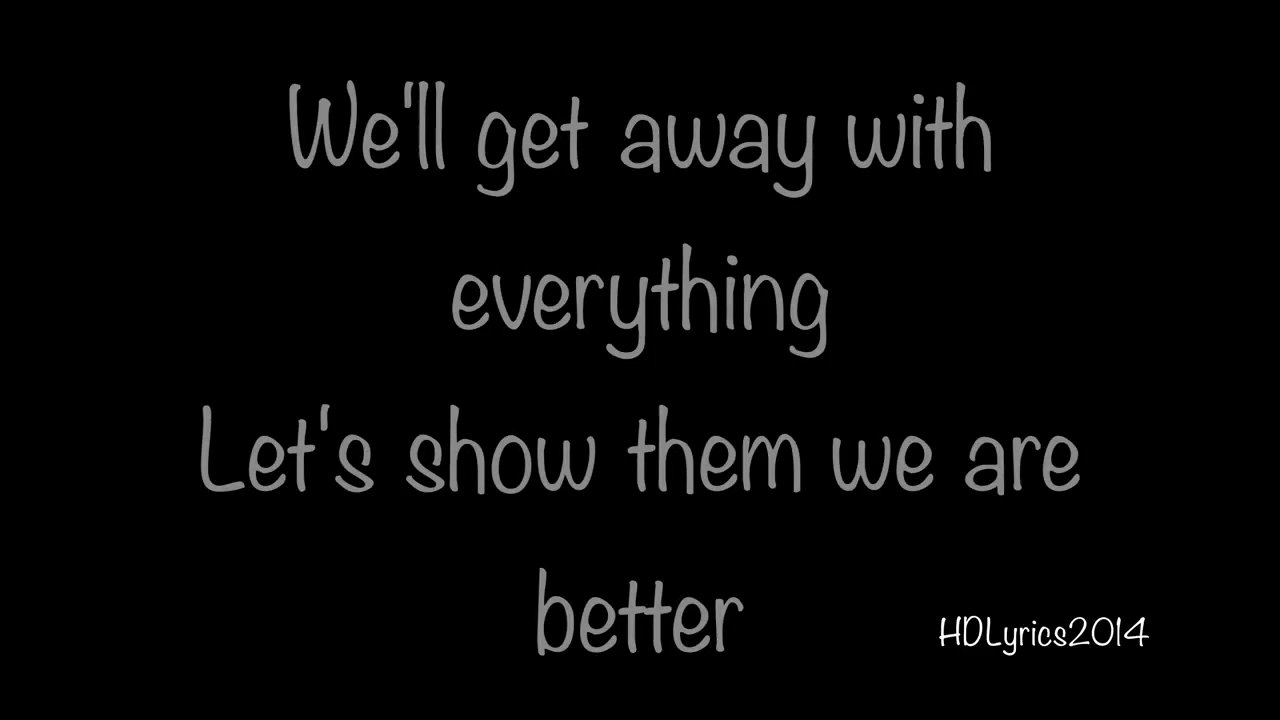 We'll get away with
everything
Let's show them we are
better
HDLyrics2014